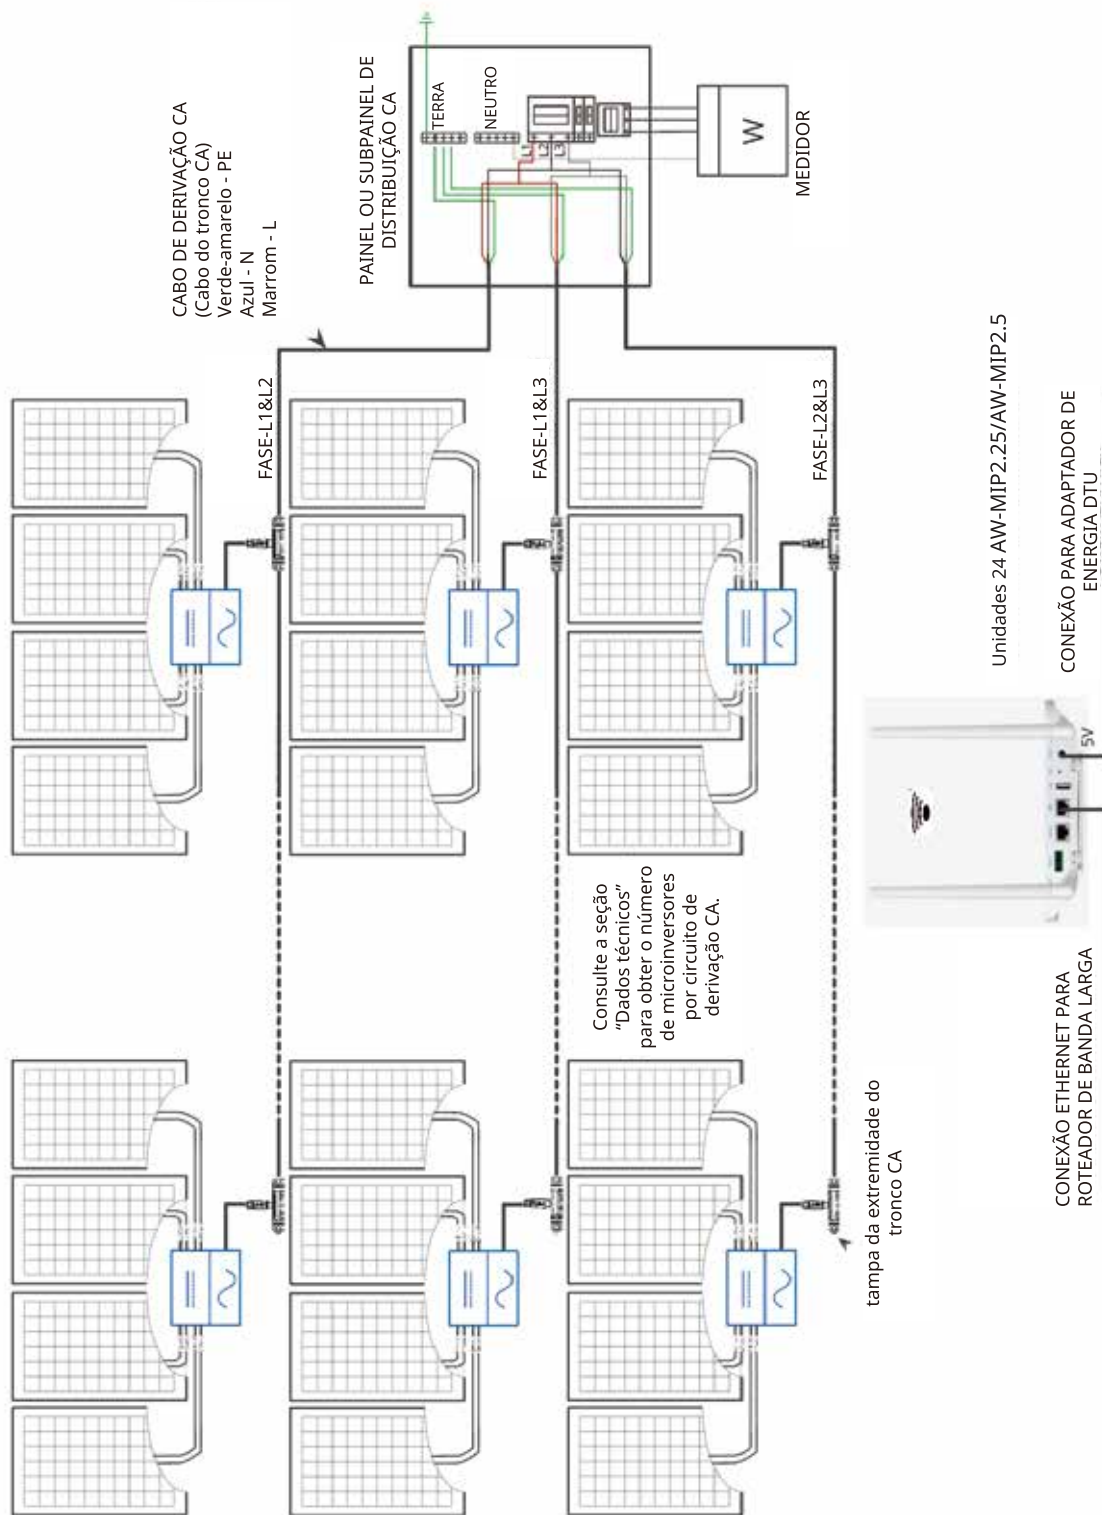 CABO DE DERIVAÇÃO CA
(Cabo do tronco CA)
Verde-amarelo - PE
Azul - N
Marrom - L
PAINEL OU SUBPAINEL DE
DISTRIBUIÇÃO CA
TERRA
NEUTRO
L1
L2
L3
W
MEDIDOR
FASE-L1&L2
FASE-L1&L3
FASE-L2&L3
Consulte a seção
“Dados técnicos”
para obter o número
de microinversores
por circuito de
derivação CA.
tampa da extremidade do
tronco CA
Unidades 24 AW-MIP2.25/AW-MIP2.5
CONEXÃO PARA ADAPTADOR DE
ENERGIA DTU
5V
CONEXÃO ETHERNET PARA
ROTEADOR DE BANDA LARGA